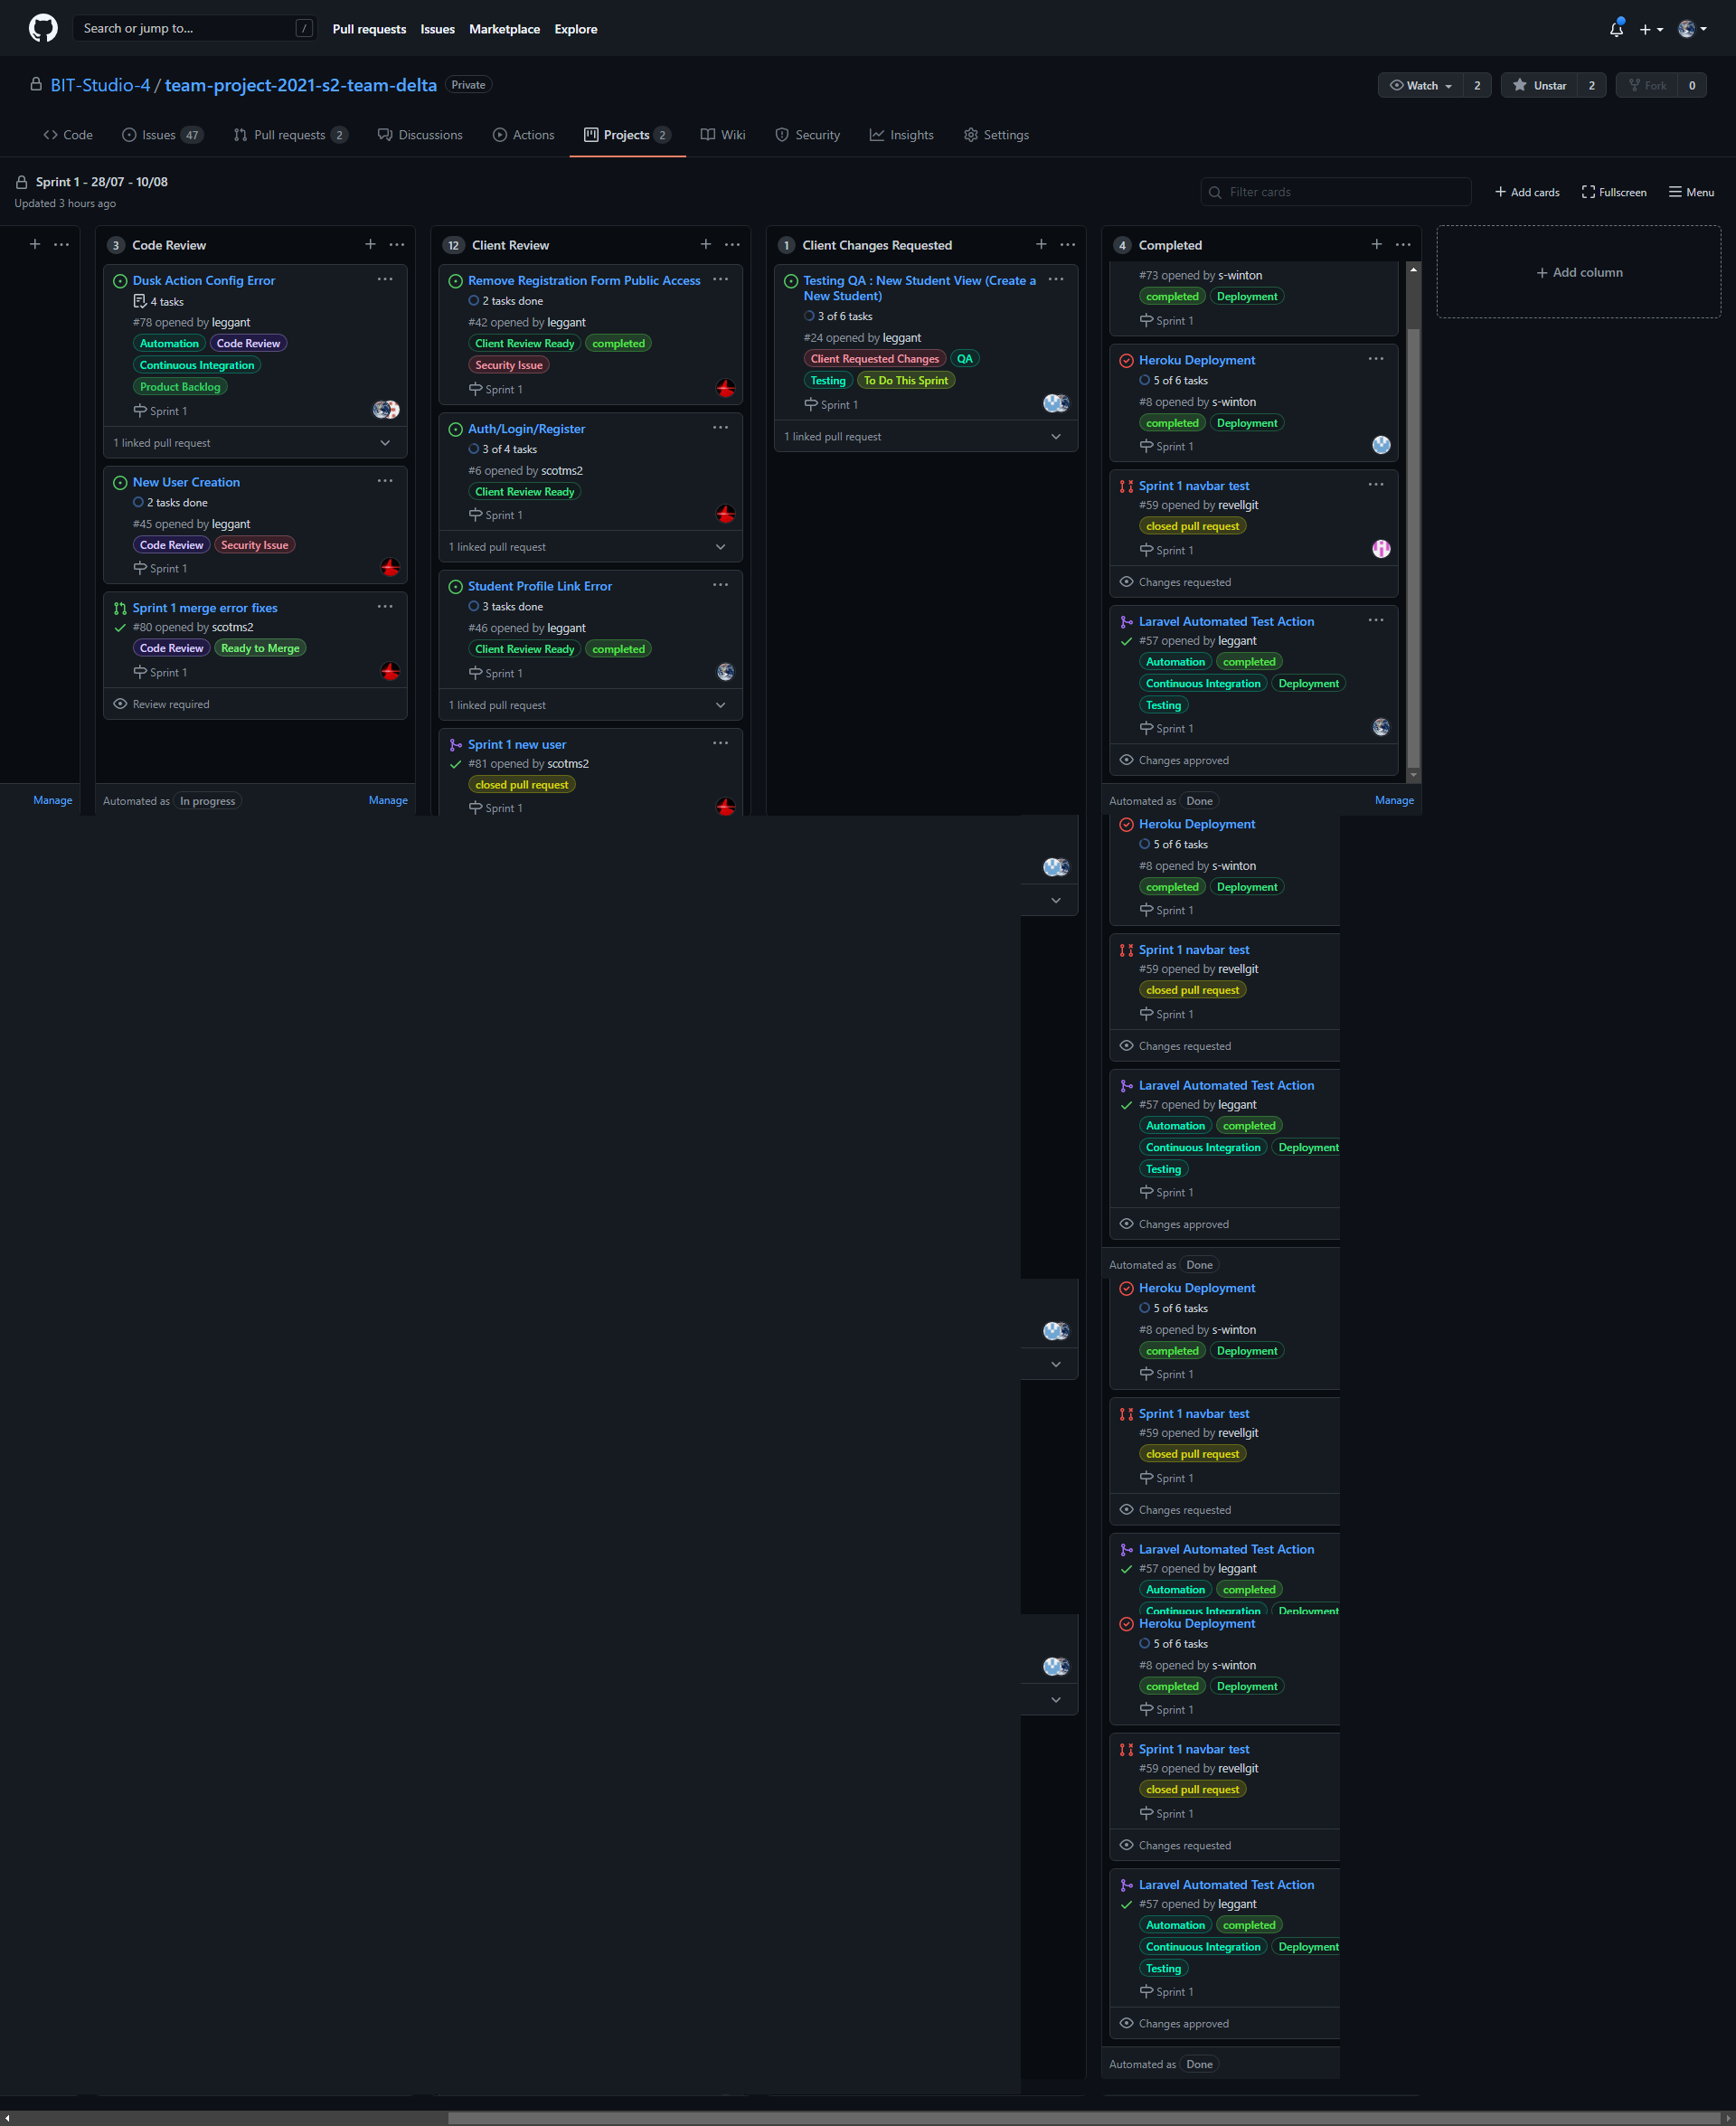 Search or jump to...
/
Pull requests
Issues
Marketplace
Explore
BIT-Studio-4 / team-project-2021-s2-team-delta
Private
Watch
2
Unstar
2
Fork
0
Code
Issues 47
Pull requests 2
Discussions
Actions
Projects 2
Wiki
Security
Insights
Settings
Sprint 1 - 28/07 - 10/08
Updated 3 hours ago
Filter cards
Add cards
Fullscreen
Menu
Manage
3 Code Review
Dusk Action Config Error
4 tasks
#78 opened by leggant
Automation Code Review
Continuous Integration
Product Backlog
Sprint 1
1 linked pull request
New User Creation
2 tasks done
#45 opened by leggant
Code Review Security Issue
Sprint 1
Sprint 1 merge error fixes
#80 opened by scotms2
Code Review Ready to Merge
Sprint 1
Review required
Automated as In progress
Manage
12 Client Review
Remove Registration Form Public Access
2 tasks done
#42 opened by leggant
Client Review Ready completed
Security Issue
Sprint 1
Auth/Login/Register
3 of 4 tasks
#6 opened by scotms2
Client Review Ready
Sprint 1
1 linked pull request
Student Profile Link Error
3 tasks done
#46 opened by leggant
Client Review Ready completed
Sprint 1
1 linked pull request
Sprint 1 new user
#81 opened by scotms2
closed pull request
Sprint 1
1 Client Changes Requested
Testing QA : New Student View (Create a
New Student)
3 of 6 tasks
#24 opened by leggant
Client Requested Changes QA
Testing To Do This Sprint
Sprint 1
1 linked pull request
4 Completed
#73 opened by s-winton
completed Deployment
Sprint 1
Heroku Deployment
5 of 6 tasks
#8 opened by s-winton
completed Deployment
Sprint 1
Sprint 1 navbar test
#59 opened by revellgit
closed pull request
Sprint 1
Changes requested
Laravel Automated Test Action
#57 opened by leggant
Automation completed
Continuous Integration Deployment
Testing
Sprint 1
Changes approved
Automated as Done
Manage
Add column
Heroku Deployment
5 of 6 tasks
#8 opened by s-winton
completed Deployment
Sprint 1
Sprint 1 navbar test
#59 opened by revellgit
closed pull request
Sprint 1
Changes requested
Laravel Automated Test Action
#57 opened by leggant
Automation completed
Continuous Integration Deployment
Testing
Sprint 1
Changes approved
Automated as Done
Heroku Deployment
5 of 6 tasks
#8 opened by s-winton
completed Deployment
Sprint 1
Sprint 1 navbar test
#59 opened by revellgit
closed pull request
Sprint 1
Changes requested
Laravel Automated Test Action
#57 opened by leggant
Automation completed
Continuous Integration Deployment
Heroku Deployment
5 of 6 tasks
#8 opened by s-winton
completed Deployment
Sprint 1
Sprint 1 navbar test
#59 opened by revellgit
closed pull request
Sprint 1
Changes requested
Laravel Automated Test Action
#57 opened by leggant
Automation completed
Continuous Integration Deployment
Testing
Sprint 1
Changes approved
Automated as Done